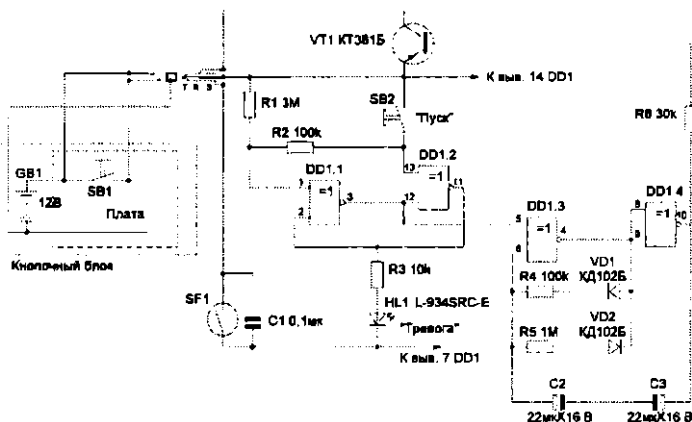 VT1 КТ361Б
К выв. 14 DD1
R1 3М
SB2
"Пуск"
R6 30k
R2 100k
GB1
12В
SB1
Плата
DD1.1
=1
1
2
3
DD1.2
=1
13
12
11
DD1.3
=1
5
6
4
DD1.4
=1
8
9
10
Кнопочный блок
R3 10k
R4 100k
VD1
КД102Б
SF1
C1 0,1мк
HL1 L-934SRC-E
"Тревога"
VD2
КД102Б
R5 1М
К выв. 7 DD1
C2
22мкХ16 В
C3
22мкХ16 В